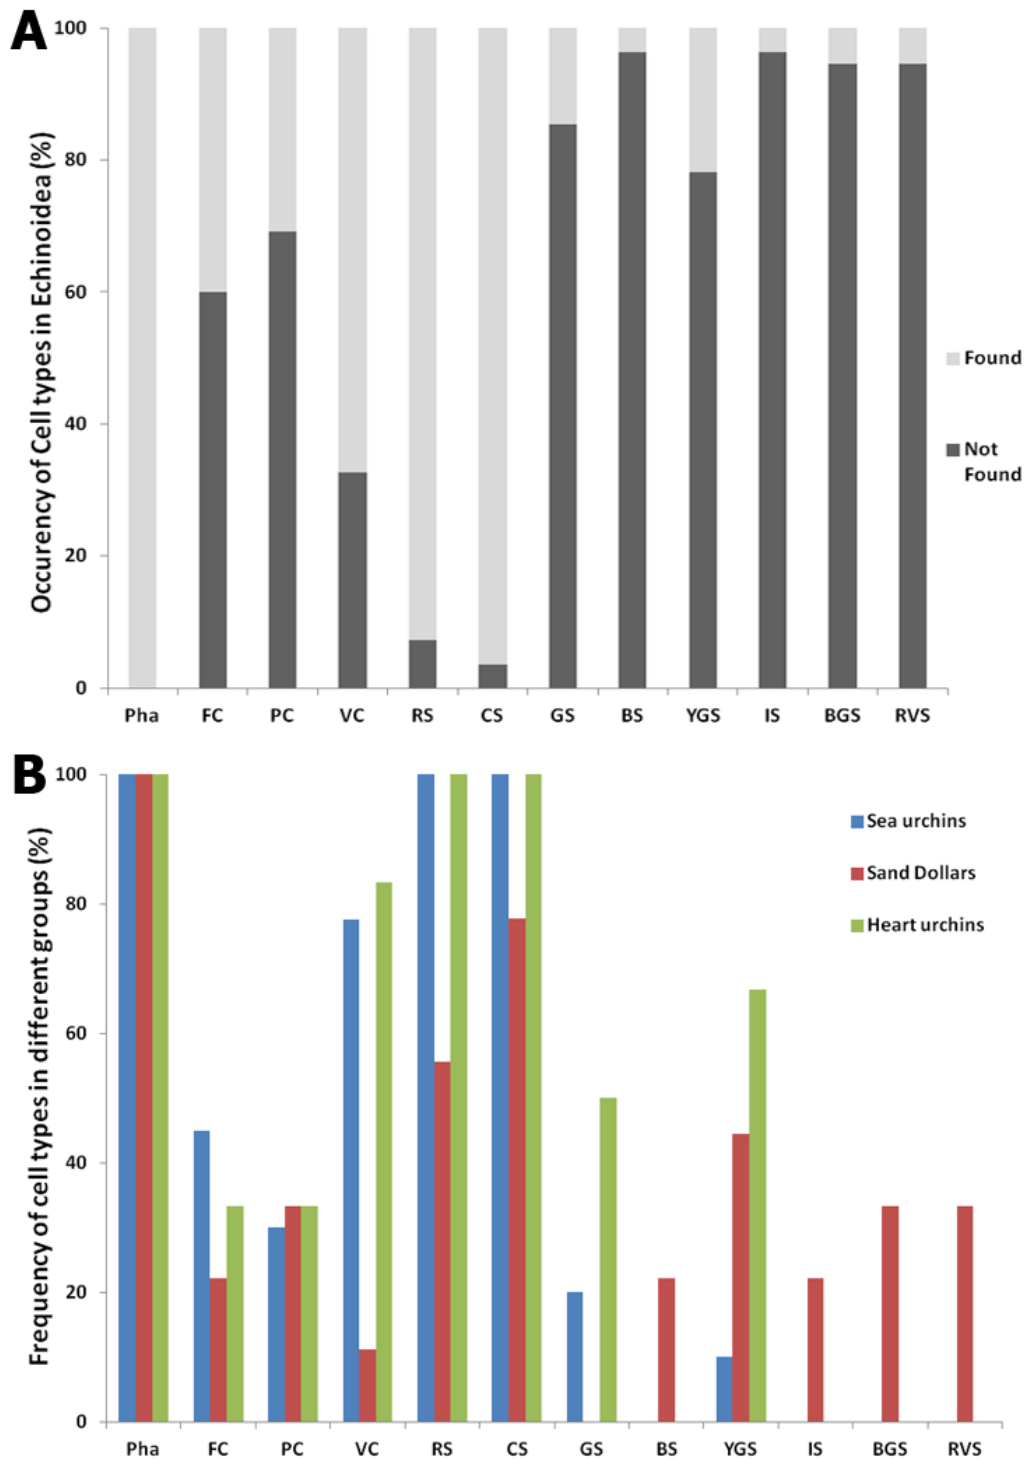 A
Occurency of Cell types in Echinoidea (%)
100
80
60
40
20
0
Pha FC PC VC RS CS GS BS YGS IS BGS RVS
Found
Not
Found
B
Frequency of cell types in different groups (%)
100
80
60
40
20
0
Pha FC PC VC RS CS GS BS YGS IS BGS RVS
Sea urchins
Sand Dollars
Heart urchins